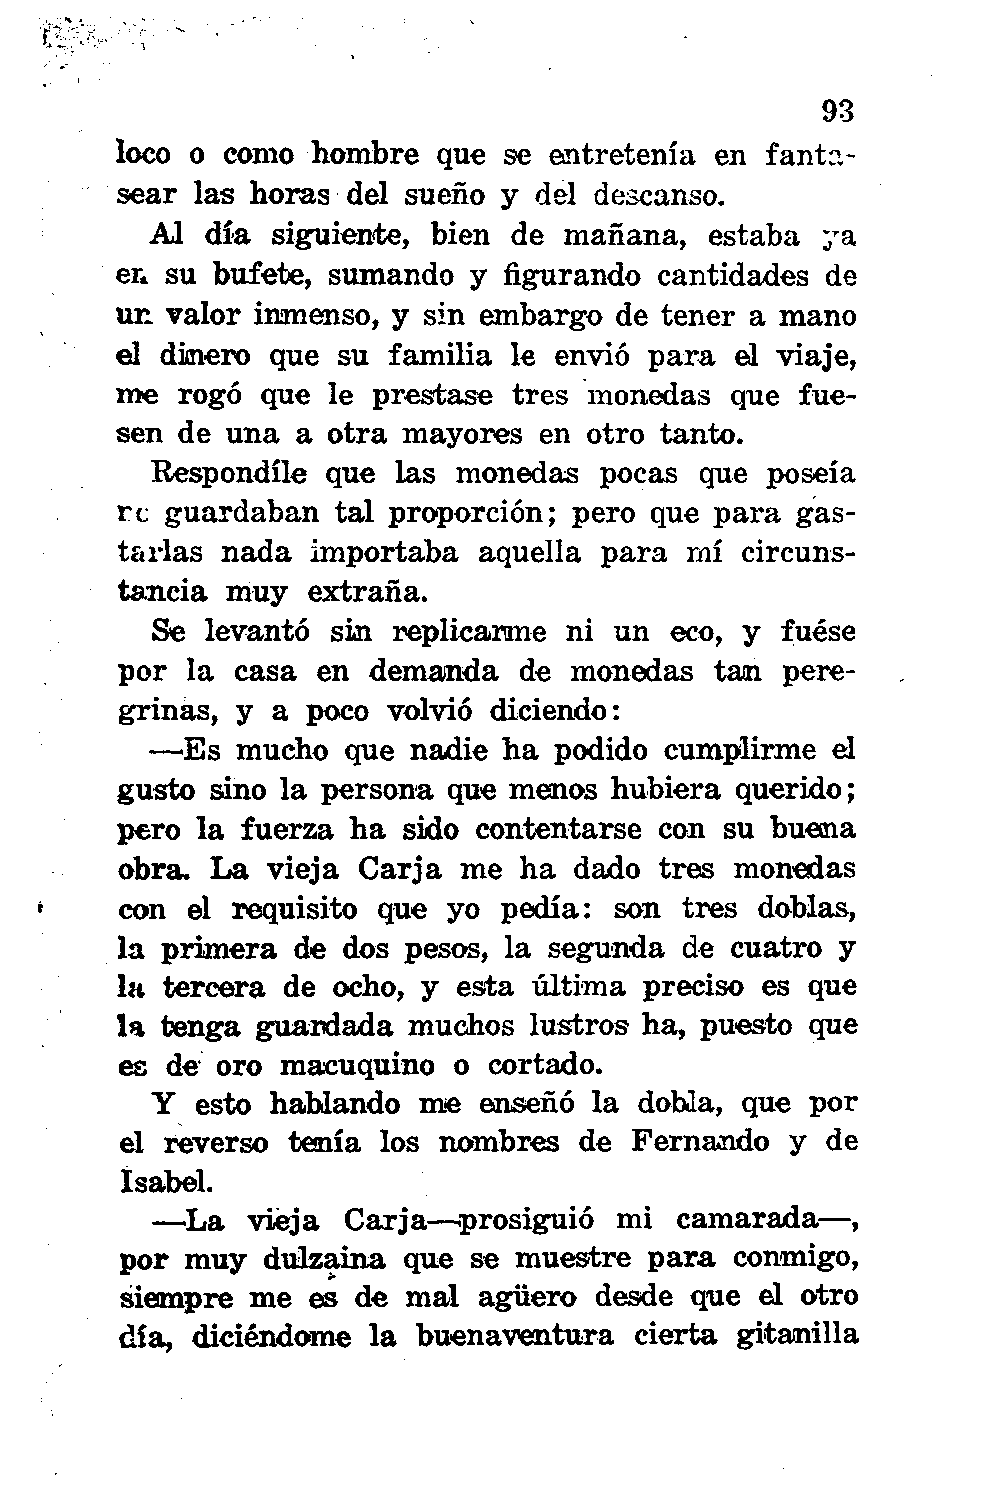 93
loco o como hombre que se entretenía en fanta-
sear las horas del sueño y del descanso.
Al día siguiente, bien de mañana, estaba ya
en su bufete, sumando y figurando cantidades de
un valor inmenso, y sin embargo de tener a mano
el dinero que su familia le envió para el viaje,
me rogó que le prestase tres monedas que fue-
sen de una a otra mayores en otro tanto.
Respondíle que las monedas pocas que poseía
no guardaban tal proporción; pero que para gas-
tarlas nada importaba aquella para mí circuns-
tancia muy extraña.
Se levantó sin replicarme ni un eco, y fuése
por la casa en demanda de monedas tan pere-
grinas, y a poco volvió diciendo:
—Es mucho que nadie ha podido cumplirme el
gusto sino la persona que menos hubiera querido;
pero la fuerza ha sido contentarse con su buena
obra. La vieja Carja me ha dado tres monedas
con el requisito que yo pedía: son tres doblas,
la primera de dos pesos, la segunda de cuatro y
la tercera de ocho, y esta última preciso es que
la tenga guardada muchos lustros ha, puesto que
es de oro macuquino o cortado.
Y esto hablando me enseñó la dobla, que por
el reverso tenía los nombres de Fernando y de
Isabel.
—La vieja Carja—prosiguió mi camarada—,
por muy dulzaina que se muestre para conmigo,
siempre me es de mal agüero desde que el otro
día, diciéndome la buenaventura cierta gitanilla